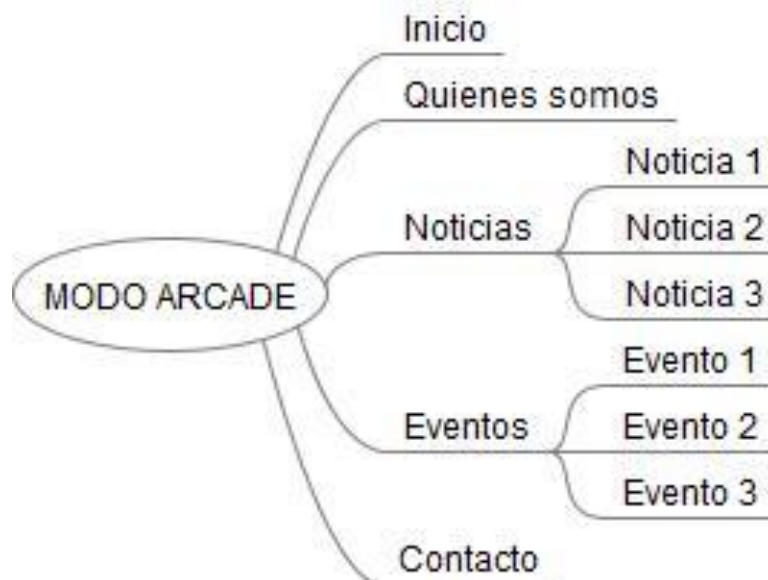 Inicio
Quienes somos
Noticia 1
Noticias
Noticia 2
Noticia 3
MODO ARCADE
Evento 1
Eventos
Evento 2
Evento 3
Contacto